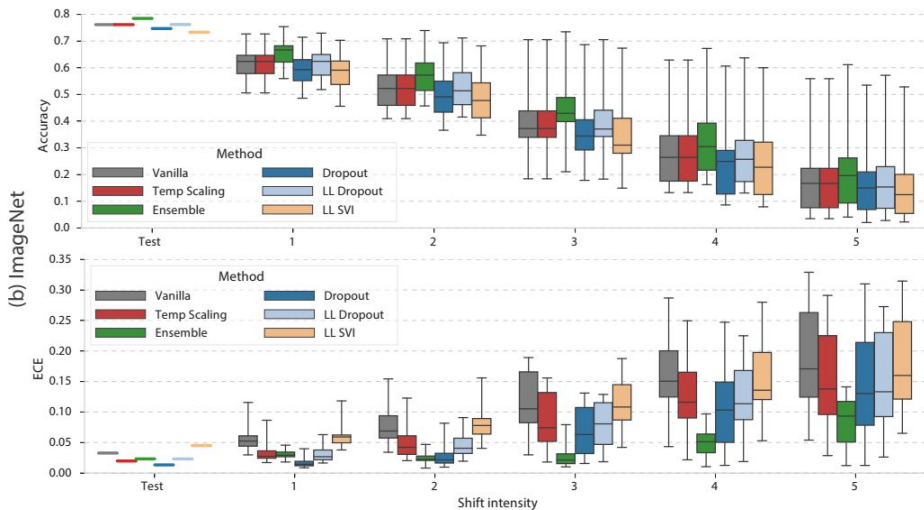 (b) ImageNet
Accuracy
0.8
0.7
0.6
0.5
0.4
0.3
0.2
0.1
0.0
Method
Vanilla
Temp Scaling
Ensemble
Dropout
LL Dropout
LL SVI
Test 1 2 3 4 5
ECE
0.35
0.30
0.25
0.20
0.15
0.10
0.05
0.00
Method
Vanilla
Temp Scaling
Ensemble
Dropout
LL Dropout
LL SVI
Test 1 2 3 4 5
Shift intensity